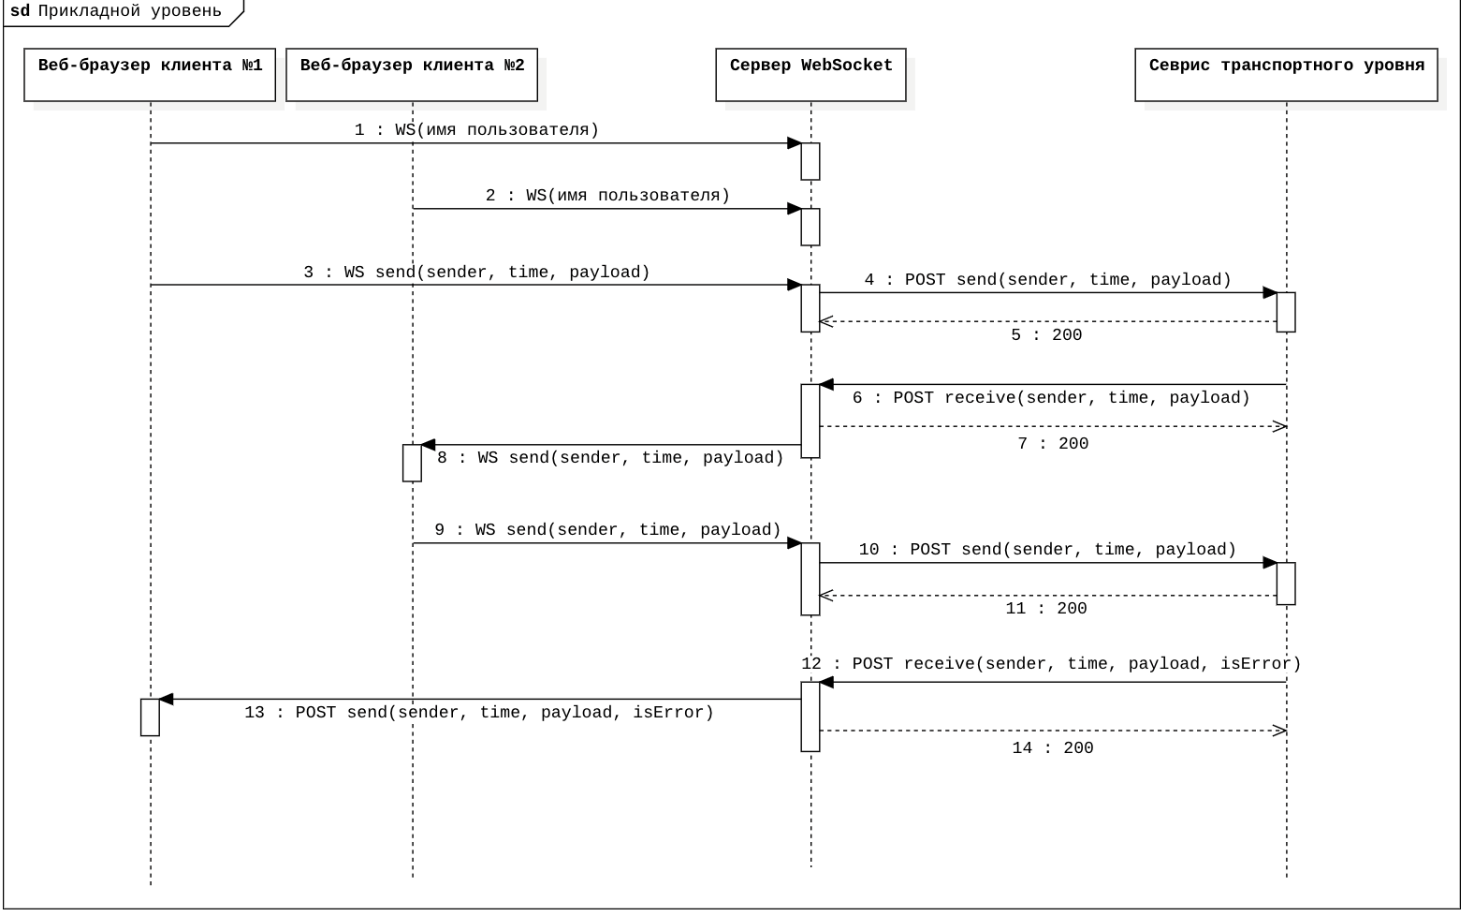 sd Прикладной уровень
Веб-браузер клиента №1
Веб-браузер клиента №2
Сервер WebSocket
Севрис транспортного уровня
1 : WS(имя пользователя)
2 : WS(имя пользователя)
3 : WS send(sender, time, payload)
4 : POST send(sender, time, payload)
5 : 200
6 : POST receive(sender, time, payload)
7 : 200
8 : WS send(sender, time, payload)
9 : WS send(sender, time, payload)
10 : POST send(sender, time, payload)
11 : 200
12 : POST receive(sender, time, payload, isError)
13 : POST send(sender, time, payload, isError)
14 : 200